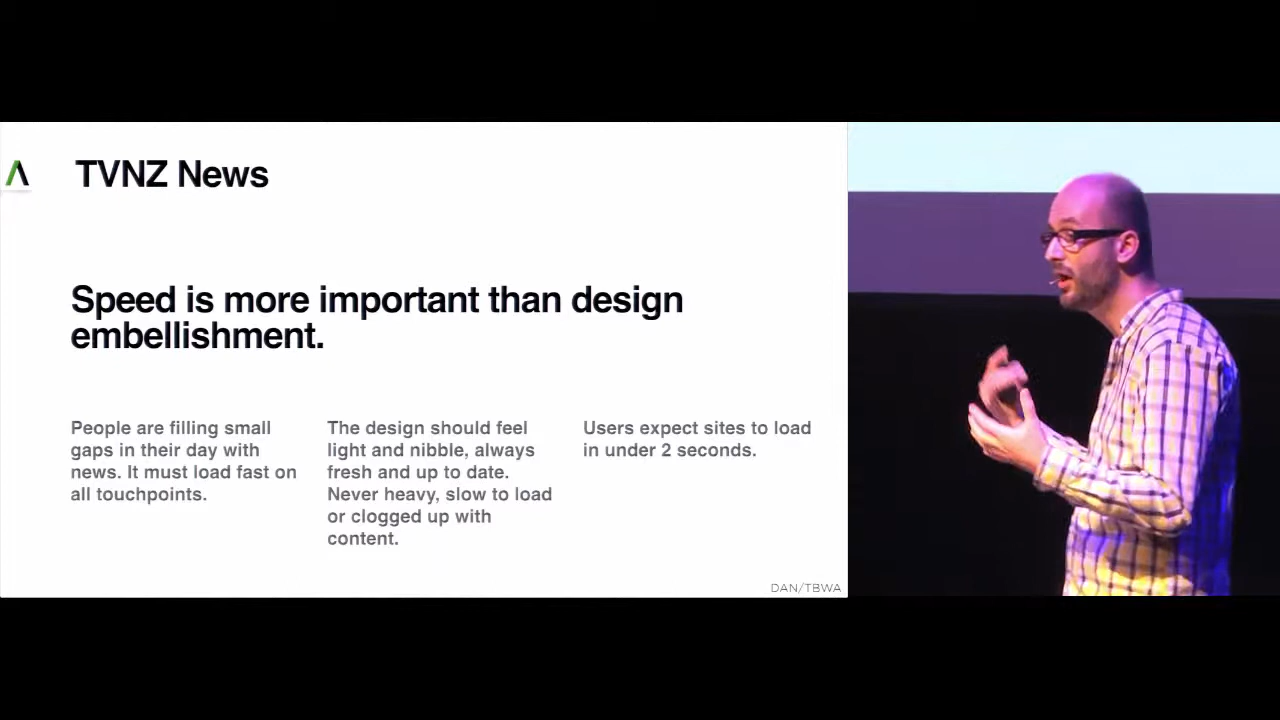 TVNZ News
Speed is more important than design
embellishment.
People are filling small
gaps in their day with
news. It must load fast on
all touchpoints.
The design should feel
light and nibble, always
fresh and up to date.
Never heavy, slow to load
or clogged up with
content.
Users expect sites to load
in under 2 seconds.
DAN/TBWA